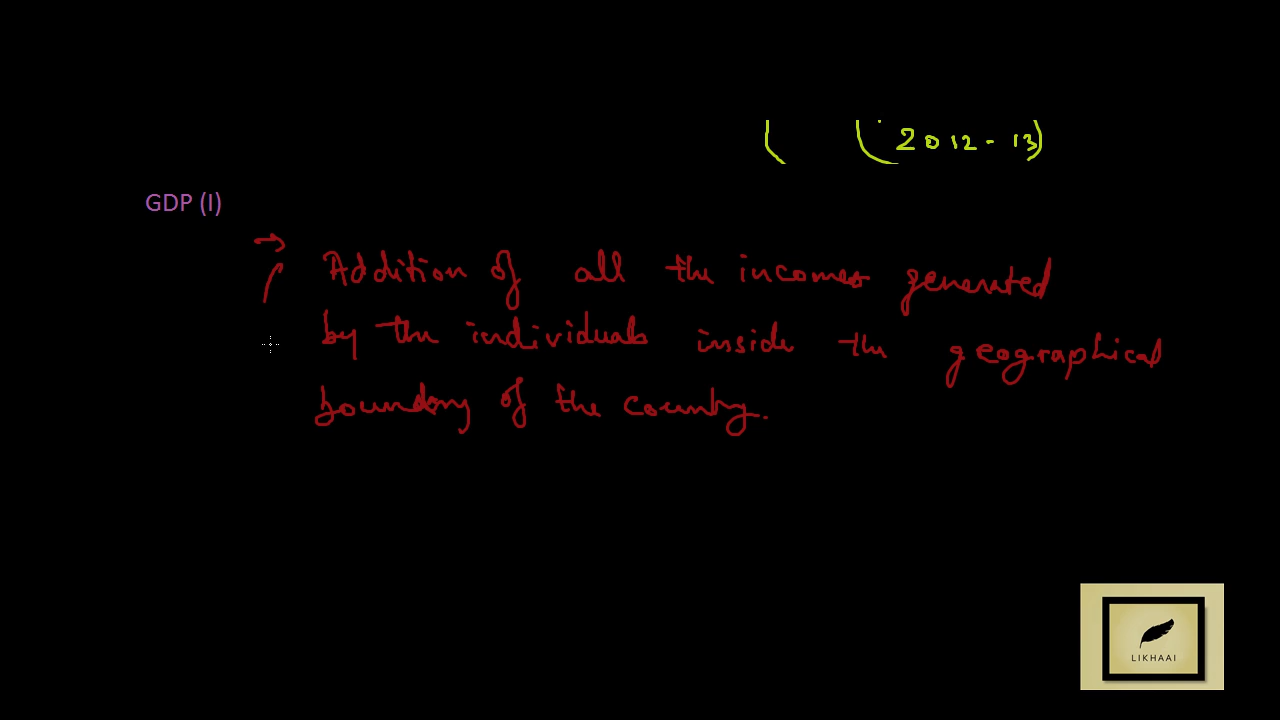 ( ( 2012-13)
GDP (I)
→ Addition of all the incomes generated
by the individuals inside the geographical
boundary of the country.
LIKHAAI